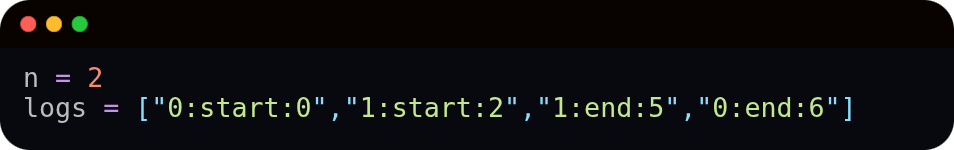 n = 2
logs = ["0:start:0","1:start:2","1:end:5","0:end:6"]